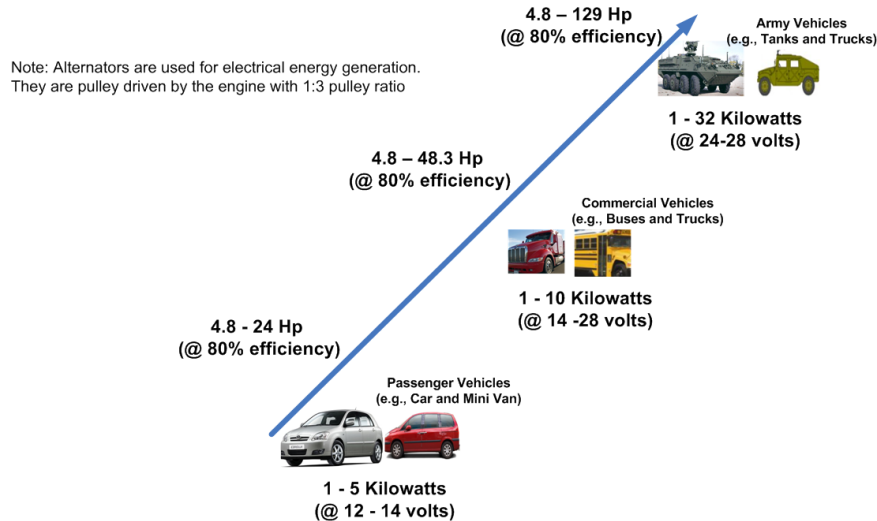 4.8 – 129 Hp
(@ 80% efficiency)
Army Vehicles
(e.g., Tanks and Trucks)
Note: Alternators are used for electrical energy generation.
They are pulley driven by the engine with 1:3 pulley ratio
1 - 32 Kilowatts
(@ 24-28 volts)
4.8 – 48.3 Hp
(@ 80% efficiency)
Commercial Vehicles
(e.g., Buses and Trucks)
1 - 10 Kilowatts
(@ 14 -28 volts)
4.8 - 24 Hp
(@ 80% efficiency)
Passenger Vehicles
(e.g., Car and Mini Van)
1 - 5 Kilowatts
(@ 12 - 14 volts)